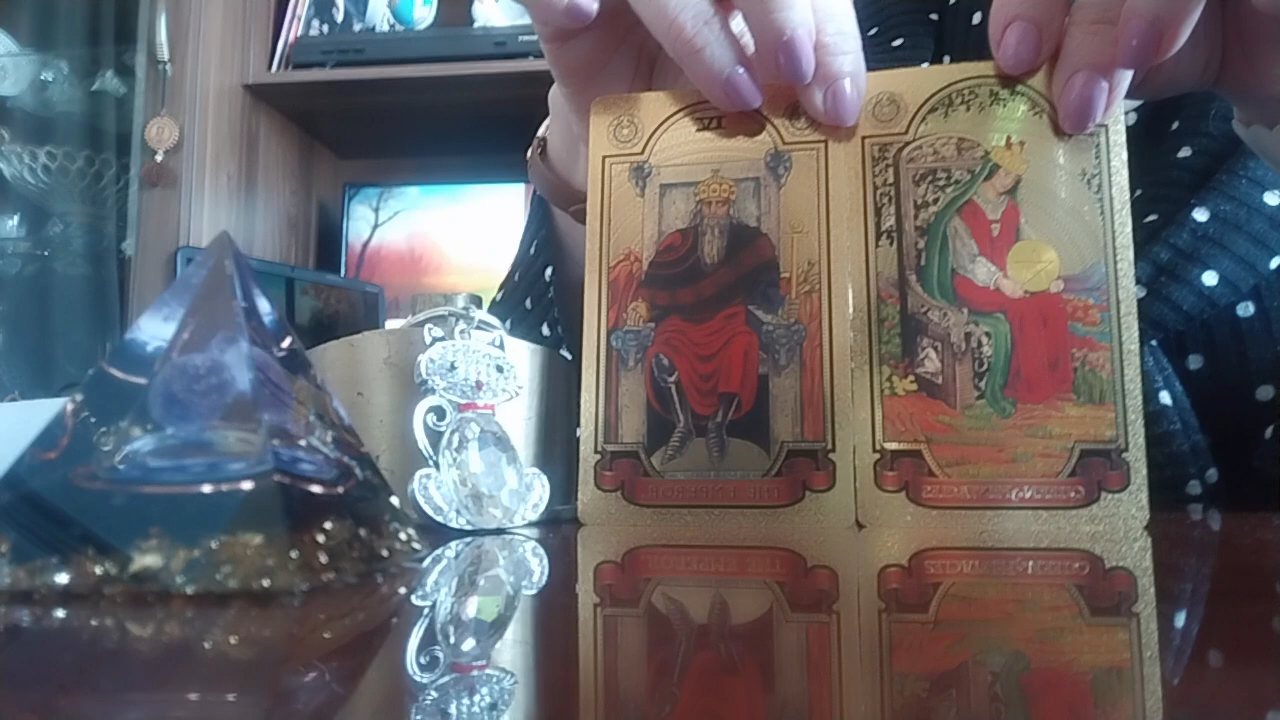 IV
THE EMPEROR
QUEEN of PENTACLES